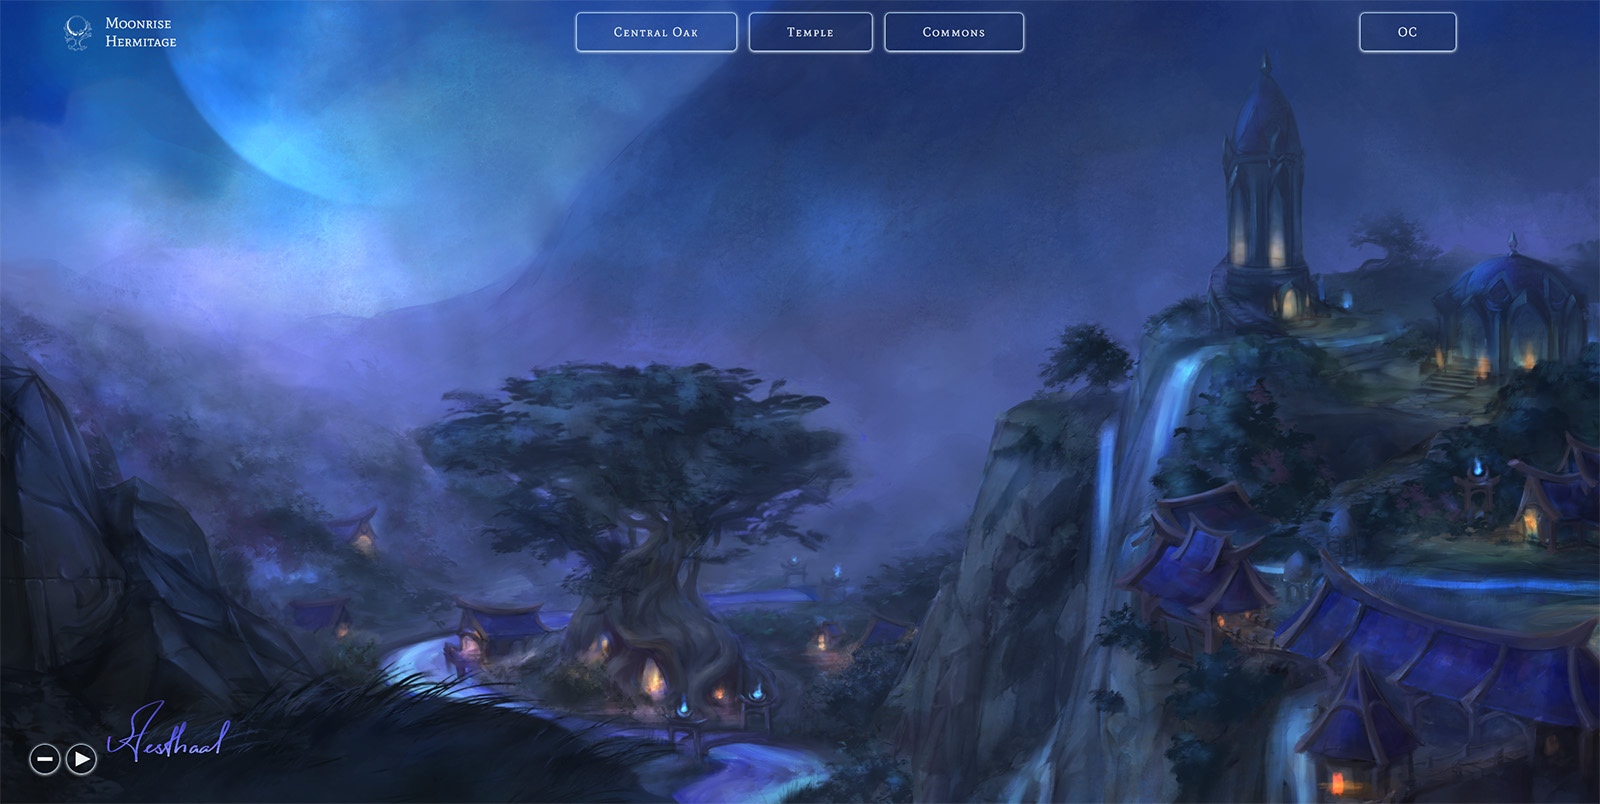 Moonrise
Hermitage
Central Oak
Temple
Commons
OC
Aesthaal